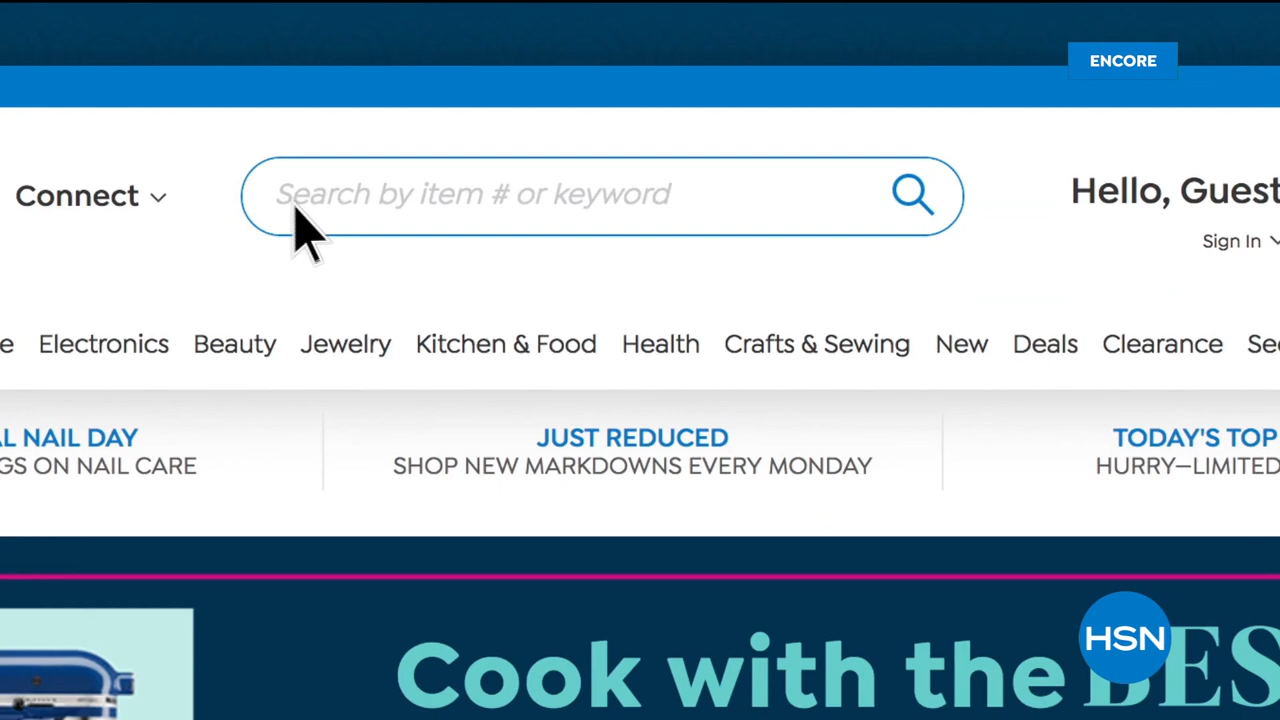 ENCORE
Connect
Search by item # or keyword
Hello, Guest
Sign In
Electronics Beauty Jewelry Kitchen & Food Health Crafts & Sewing New Deals Clearance
NAIL DAY
ON NAIL CARE
JUST REDUCED
SHOP NEW MARKDOWNS EVERY MONDAY
TODAY'S TOP
HURRY—LIMITED
Cook with the
HSN